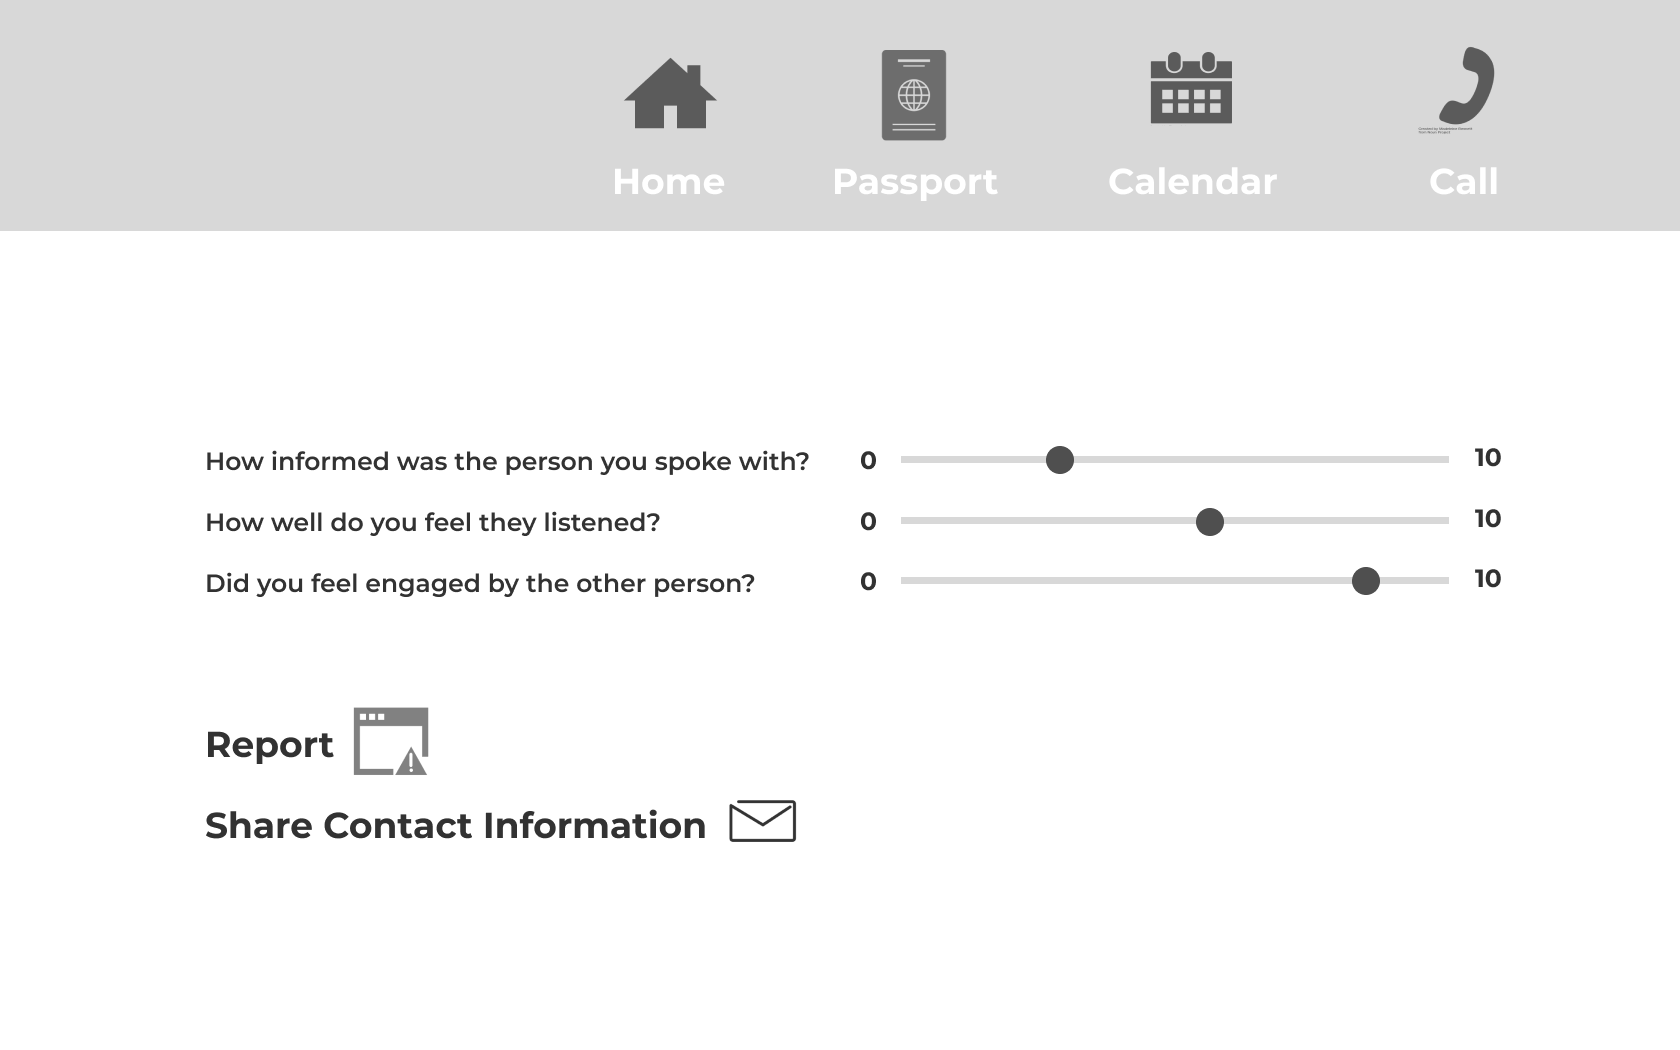 Home Passport Calendar Call
How informed was the person you spoke with? 0 10
How well do you feel they listened? 0 10
Did you feel engaged by the other person? 0 10
Report
Share Contact Information